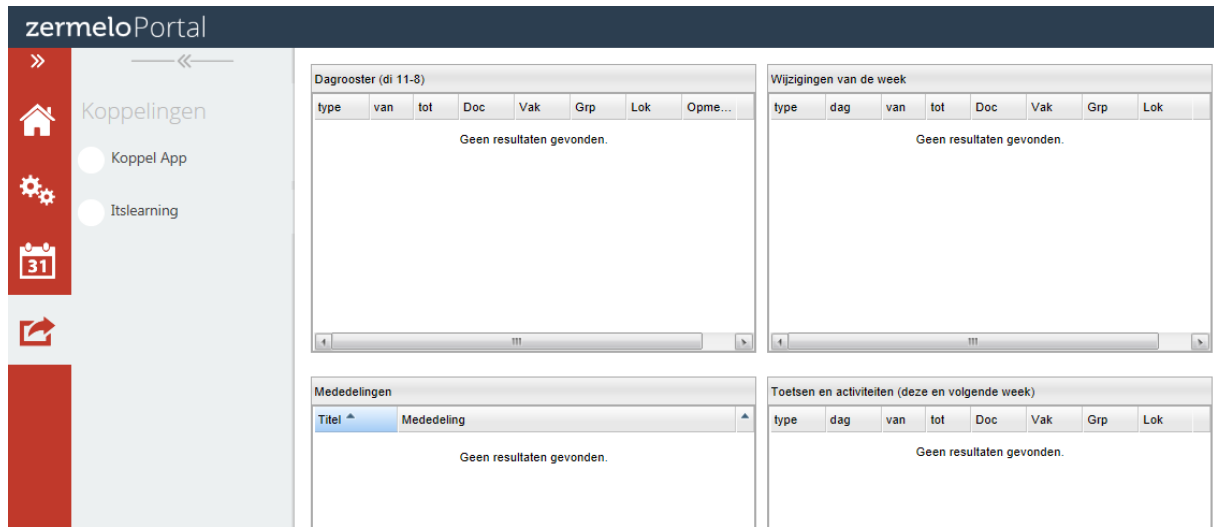 zermeloPortal
Koppelingen
Koppel App
Itslearning
31
Dagrooster (di 11-8)
type van tot Doc Vak Grp Lok Opme...
Geen resultaten gevonden.
Wijzigingen van de week
type dag van tot Doc Vak Grp Lok
Geen resultaten gevonden.
Mededelingen
Titel Mededeling
Geen resultaten gevonden.
Toetsen en activiteiten (deze en volgende week)
type dag van tot Doc Vak Grp Lok
Geen resultaten gevonden.